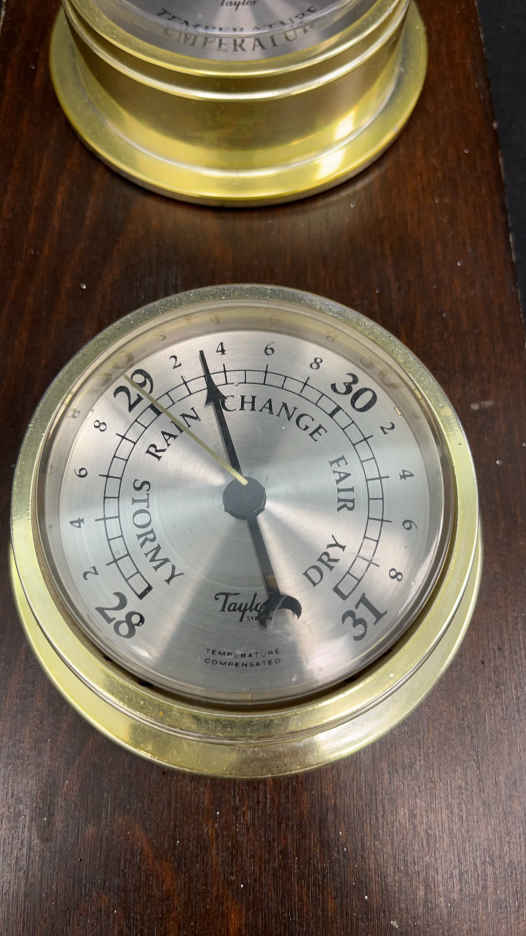 Taylor
TEMPERATURE
28 2 4 6 8 29 2 4 6 8 30 2 4 6 8 31
STORMY RAIN CHANGE FAIR DRY
Taylor
TEMPERATURE
COMPENSATED